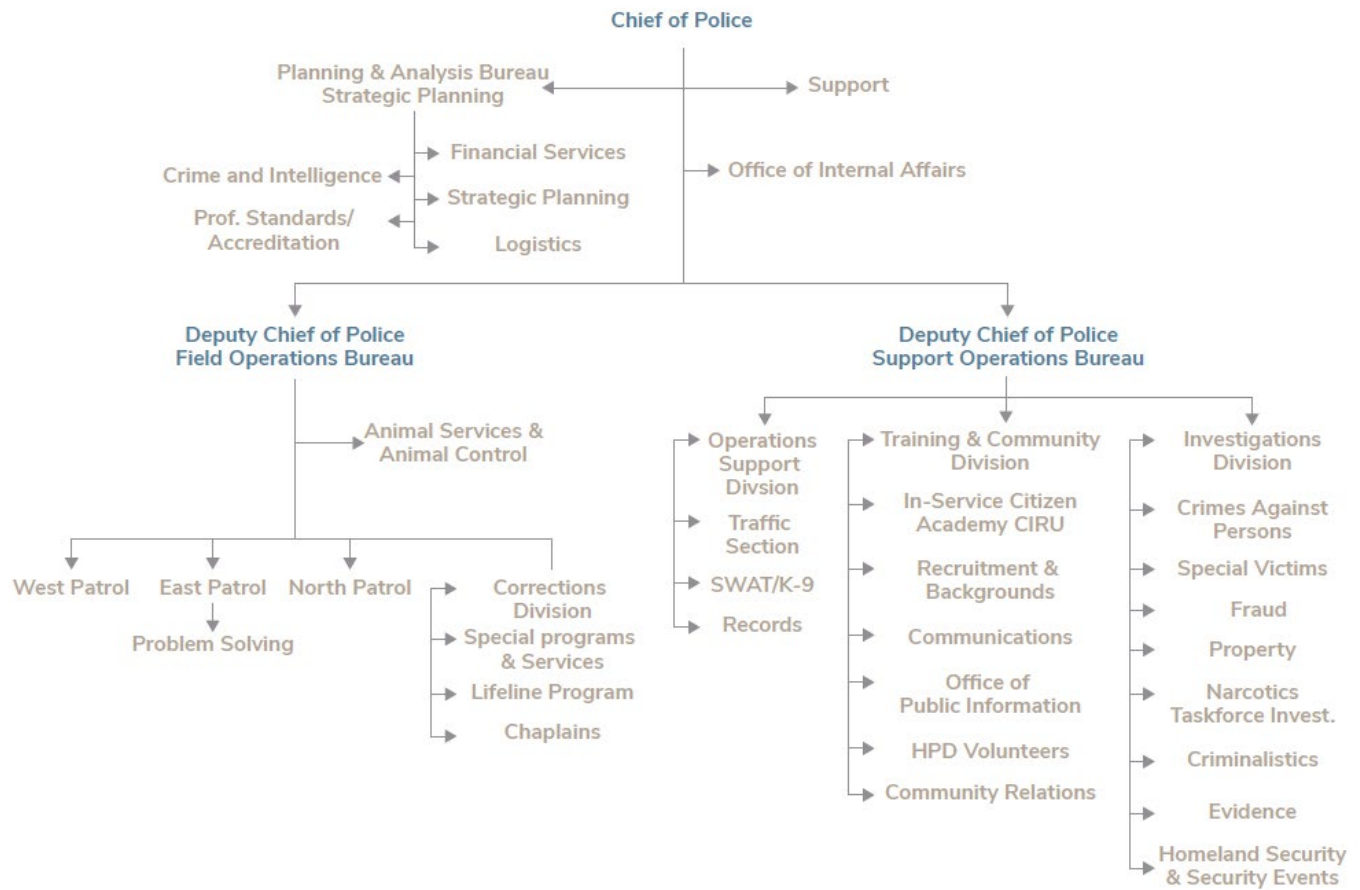 Chief of Police
Planning & Analysis Bureau
Strategic Planning
Support
Financial Services
Crime and Intelligence
Office of Internal Affairs
Strategic Planning
Prof. Standards/
Accreditation
Logistics
Deputy Chief of Police
Field Operations Bureau
Deputy Chief of Police
Support Operations Bureau
Animal Services &
Animal Control
West Patrol
East Patrol
North Patrol
Problem Solving
Corrections
Division
Special programs
& Services
Lifeline Program
Chaplains
Operations
Support
Divsion
Traffic
Section
SWAT/K-9
Records
Training & Community
Division
In-Service Citizen
Academy CIRU
Recruitment &
Backgrounds
Communications
Office of
Public Information
HPD Volunteers
Community Relations
Investigations
Division
Crimes Against
Persons
Special Victims
Fraud
Property
Narcotics
Taskforce Invest.
Criminalistics
Evidence
Homeland Security
& Security Events